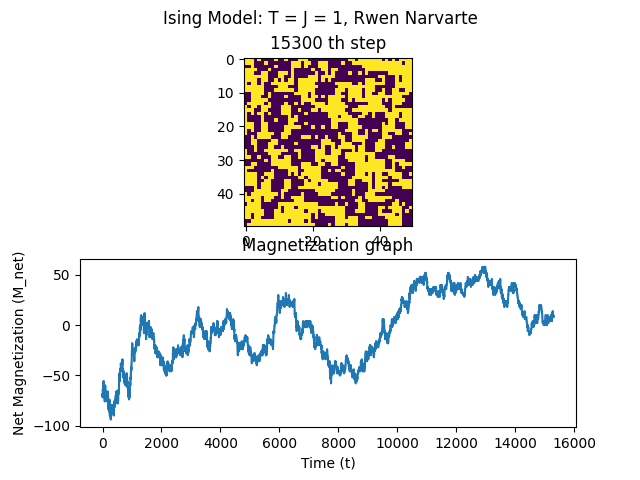 Ising Model: T = J = 1, Rwen Narvarte
15300 th step
0
10
20
30
40
0 20 40
Magnetization graph
Net Magnetization (M_net)
50
0
−50
−100
0 2000 4000 6000 8000 10000 12000 14000 16000
Time (t)